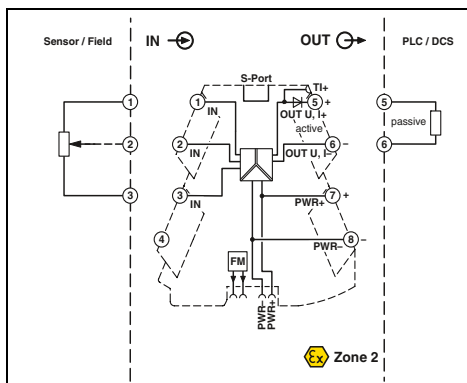 Sensor / Field
IN
OUT
PLC / DCS
S-Port
TI+
1
1
5
+
5
IN
OUT U, I+
active
passive
2
2
6
–
6
IN
OUT U, I–
3
3
7
+
IN
PWR+
4
8
–
PWR–
FM
PWR–
PWR+
Ex
Zone 2